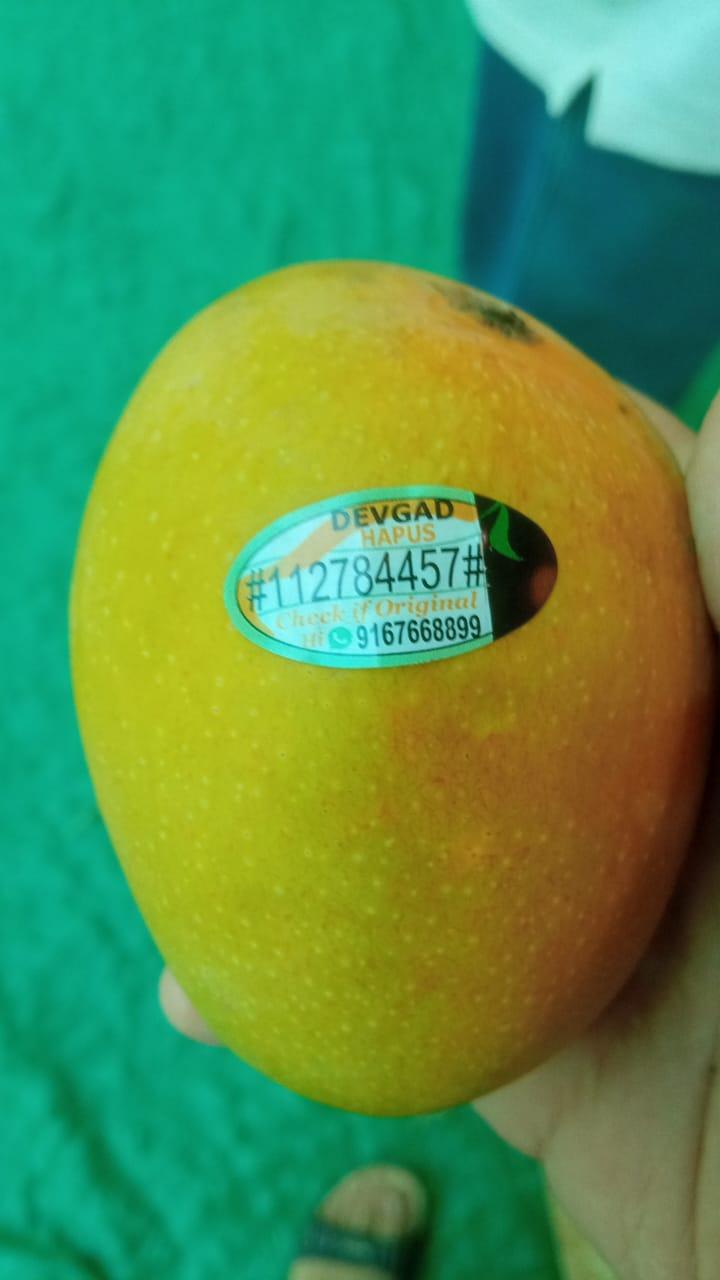 DEVGAD
HAPUS
#112784457#
Check if Original
Hi 9167668899